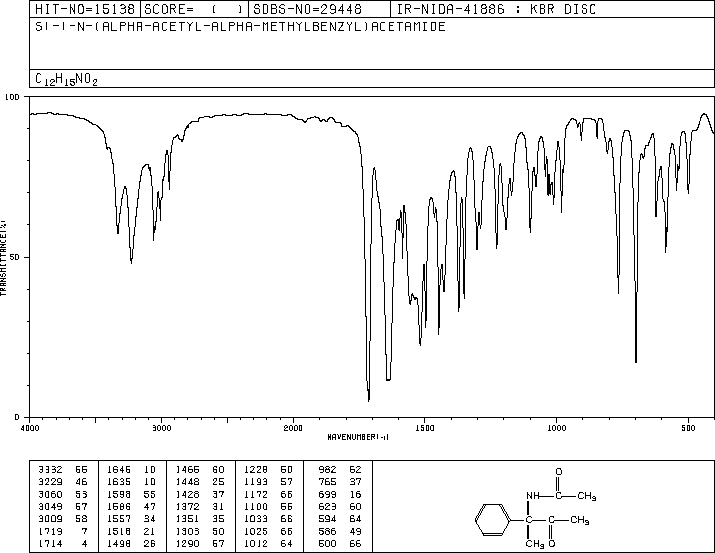 HIT-NO=15138 SCORE= ( ) SDBS-NO=29448 IR-NIDA-41886 : KBR DISC
S(-)-N-(ALPHA-ACETYL-ALPHA-METHYLBENZYL)ACETAMIDE
C12H15NO2
100
50
0
TRANSMITTANCE(%)
4000 3000 2000 1500 1000 500
WAVENUMBER(-1)
3332 55 1646 10 1466 60 1228 50 982 62
3229 46 1635 10 1448 25 1193 57 765 37
3060 53 1598 55 1428 37 1172 66 699 16
3049 57 1586 47 1372 31 1100 55 623 60
3009 58 1557 34 1351 35 1033 66 594 64
1719 7 1518 21 1303 50 1025 66 586 49
1714 4 1498 26 1290 57 1012 64 500 66
O
NH C CH3
C C CH3
CH3 O